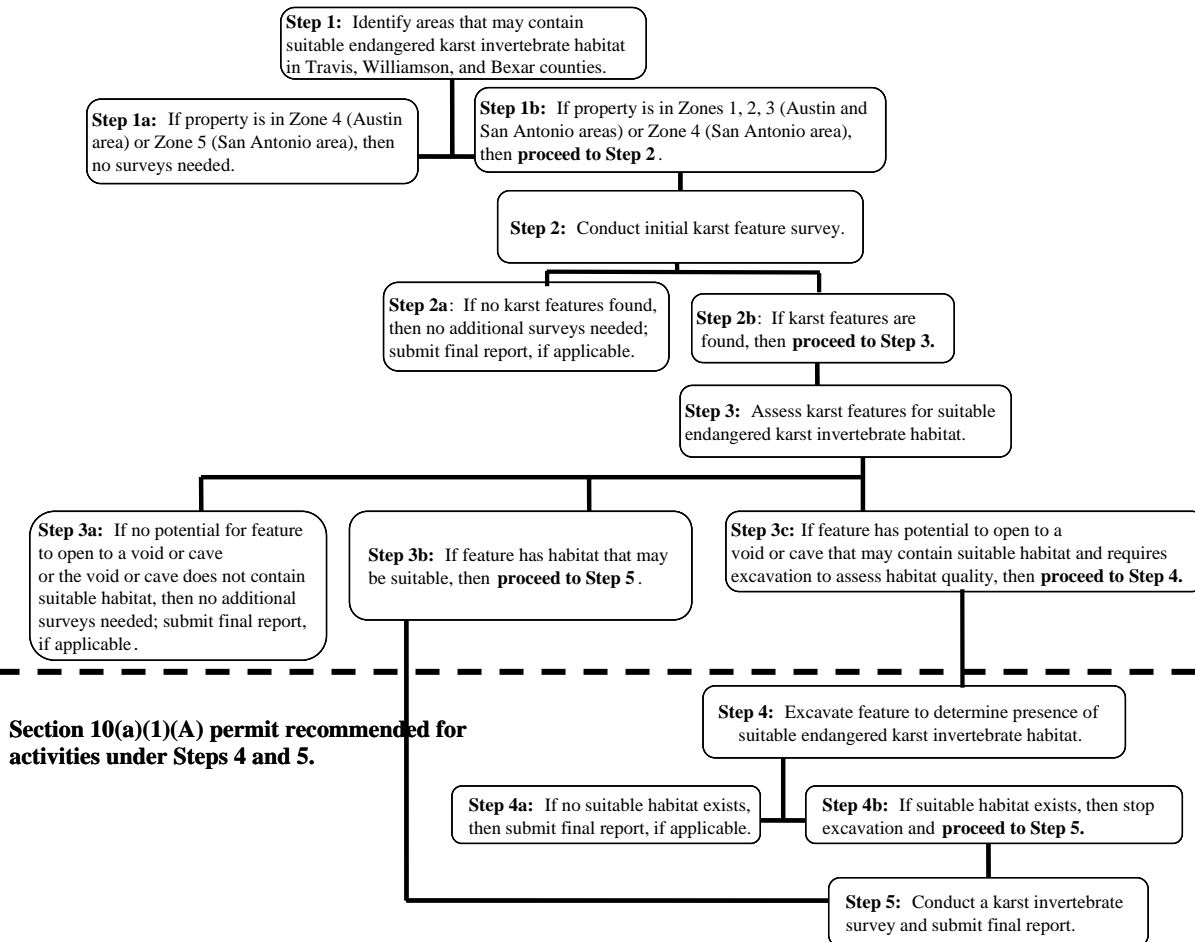 Step 1: Identify areas that may contain
suitable endangered karst invertebrate habitat
in Travis, Williamson, and Bexar counties.
Step 1a: If property is in Zone 4 (Austin
area) or Zone 5 (San Antonio area), then
no surveys needed.
Step 1b: If property is in Zones 1, 2, 3 (Austin and
San Antonio areas) or Zone 4 (San Antonio area),
then proceed to Step 2.
Step 2: Conduct initial karst feature survey.
Step 2a: If no karst features found,
then no additional surveys needed;
submit final report, if applicable.
Step 2b: If karst features are
found, then proceed to Step 3.
Step 3: Assess karst features for suitable
endangered karst invertebrate habitat.
Step 3a: If no potential for feature
to open to a void or cave
or the void or cave does not contain
suitable habitat, then no additional
surveys needed; submit final report,
if applicable.
Step 3b: If feature has habitat that may
be suitable, then proceed to Step 5.
Step 3c: If feature has potential to open to a
void or cave that may contain suitable habitat and requires
excavation to assess habitat quality, then proceed to Step 4.
Section 10(a)(1)(A) permit recommended for
activities under Steps 4 and 5.
Step 4: Excavate feature to determine presence of
suitable endangered karst invertebrate habitat.
Step 4a: If no suitable habitat exists,
then submit final report, if applicable.
Step 4b: If suitable habitat exists, then stop
excavation and proceed to Step 5.
Step 5: Conduct a karst invertebrate
survey and submit final report.